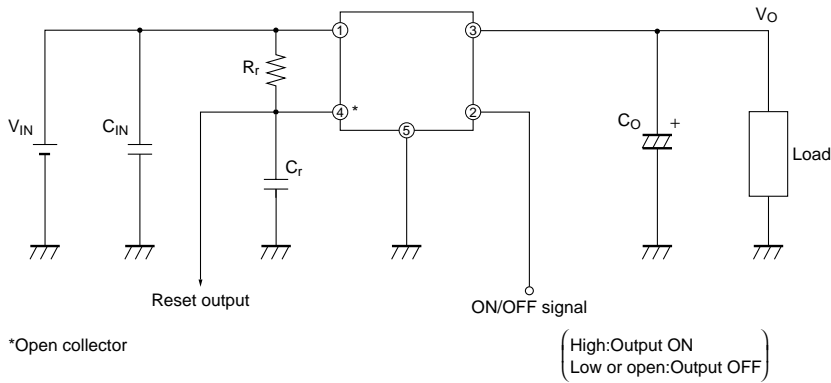 V_O
①
③
R_r
④ *
②
⑤
V_IN
C_IN
C_r
C_O
+
Load
Reset output
ON/OFF signal
*Open collector
High:Output ON
Low or open:Output OFF